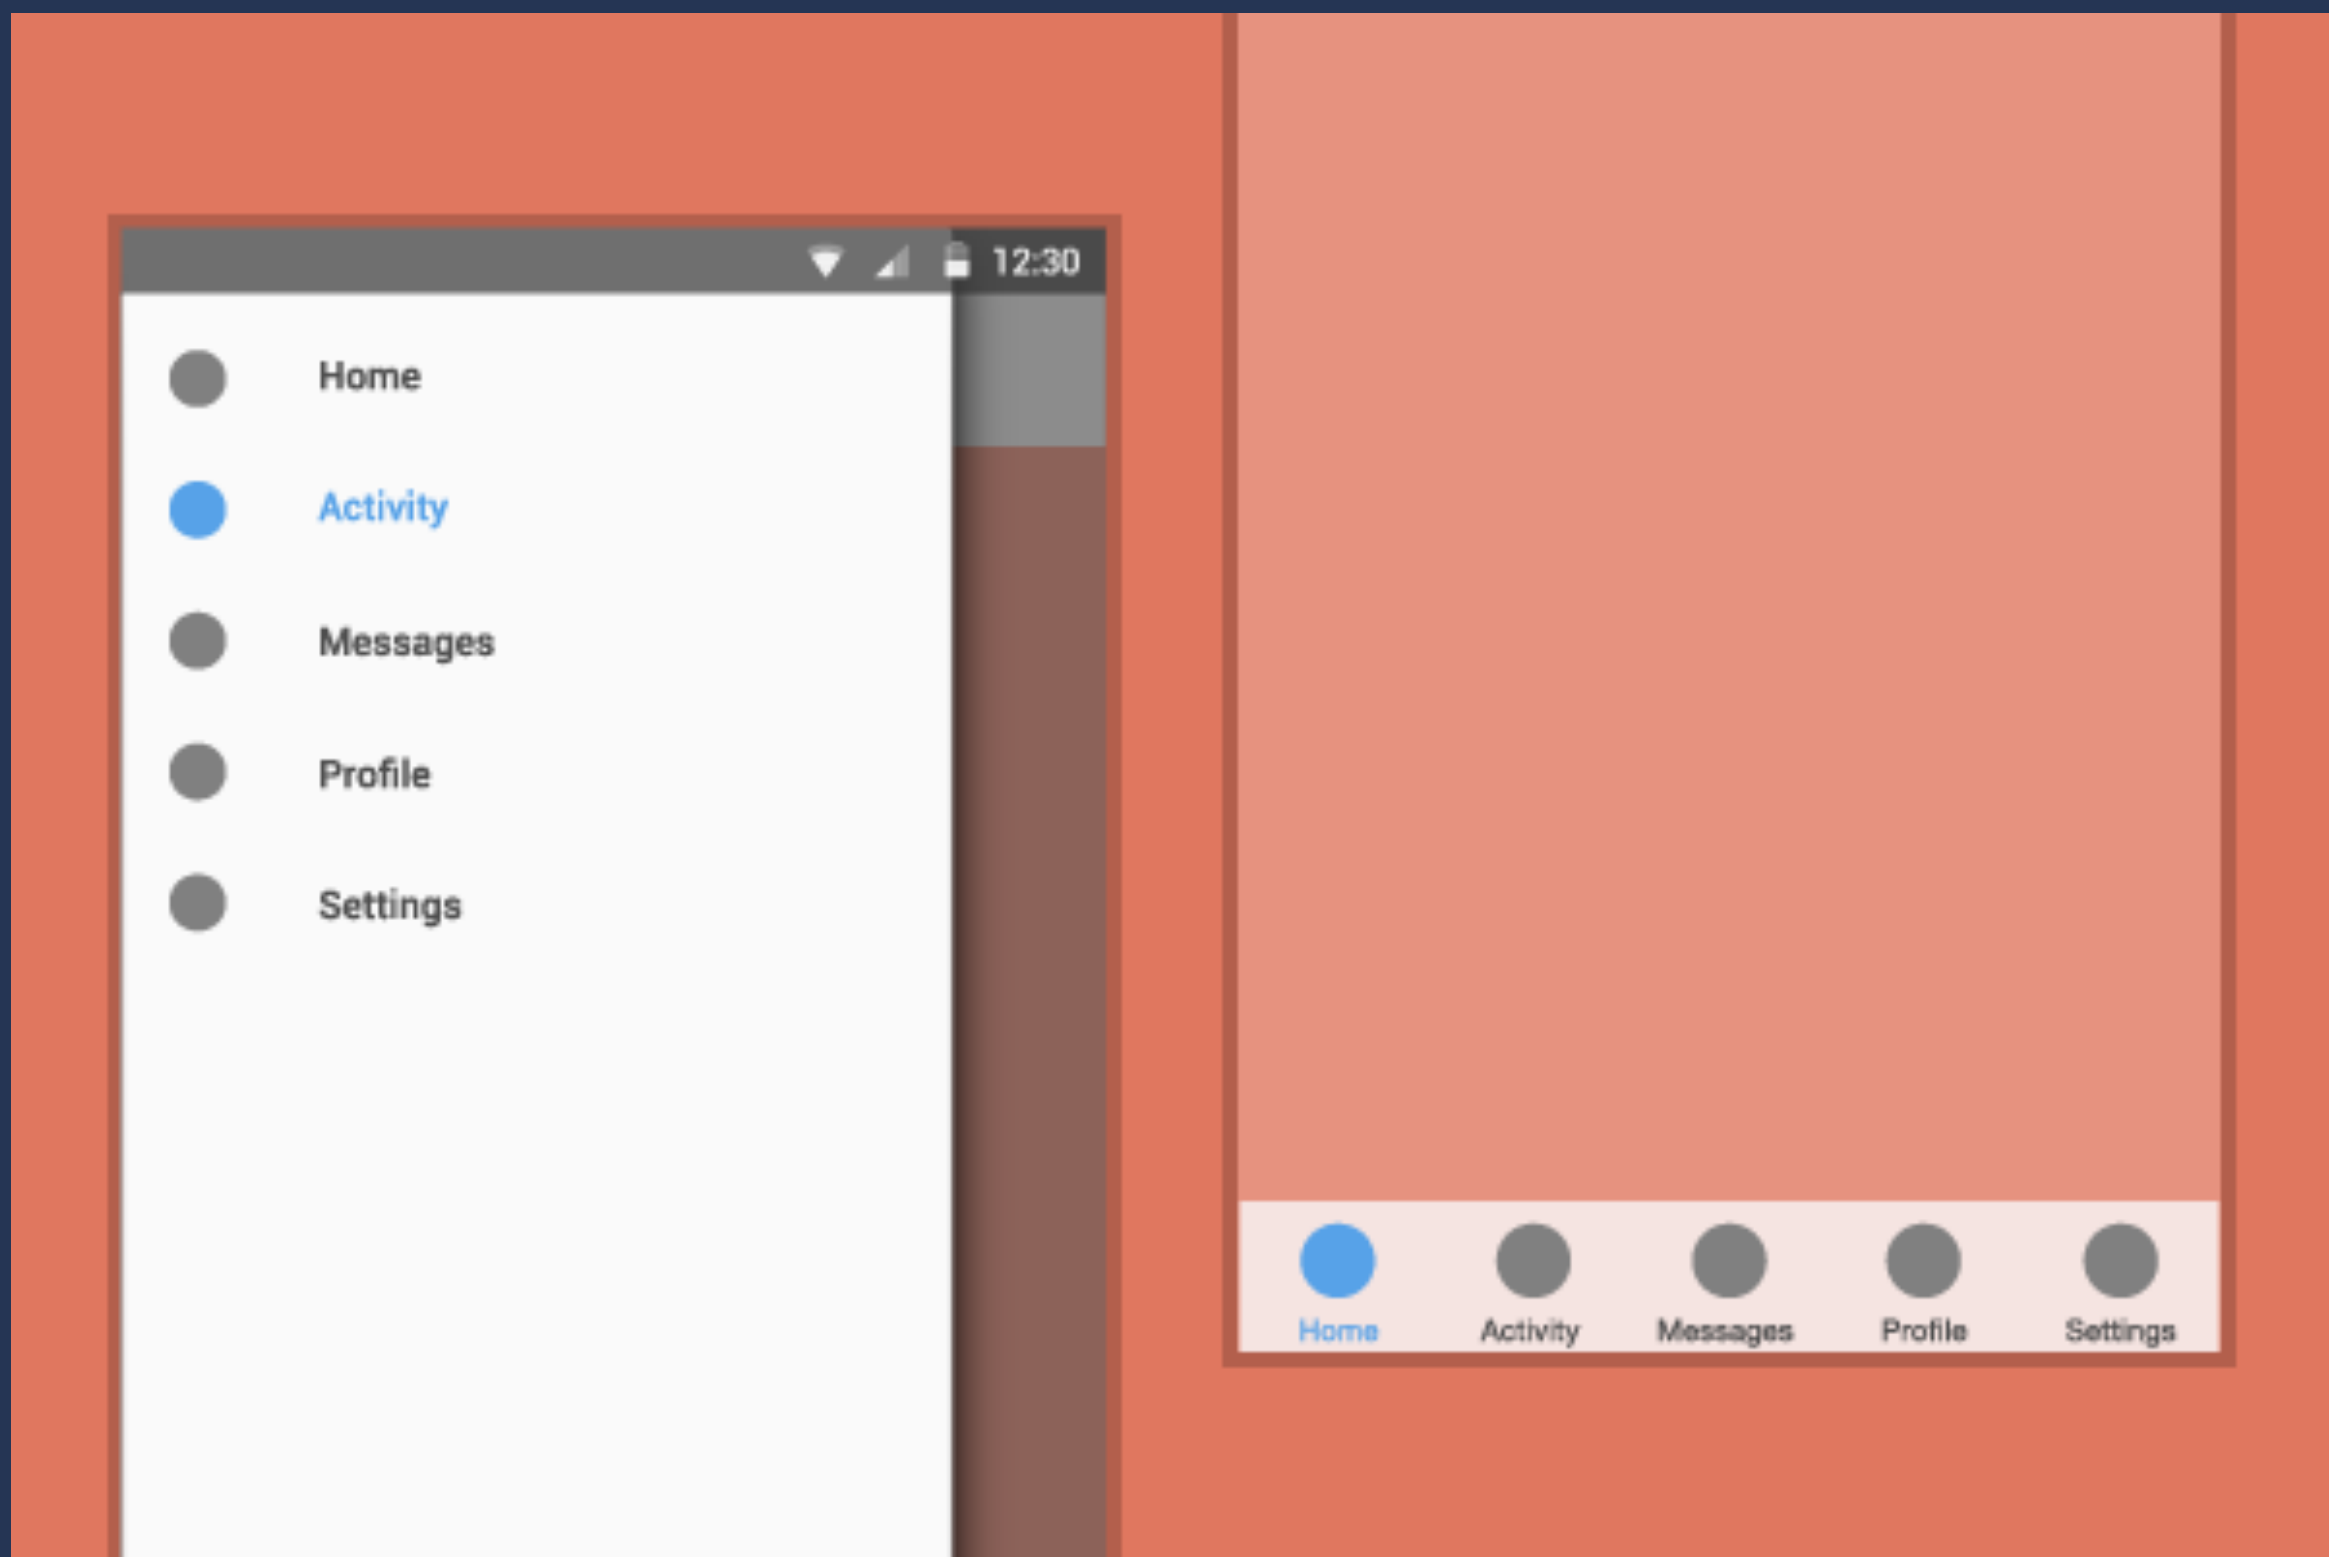 12:30
Home
Activity
Messages
Profile
Settings
Home Activity Messages Profile Settings